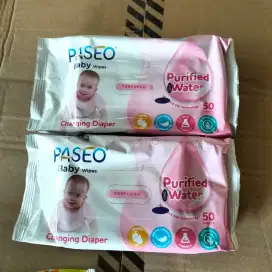 PASEO
Baby Wipes
PERFUMED
Purified
Water
50
Changing Diaper
PASEO
Baby Wipes
PERFUMED
Purified
Water
50
Changing Diaper